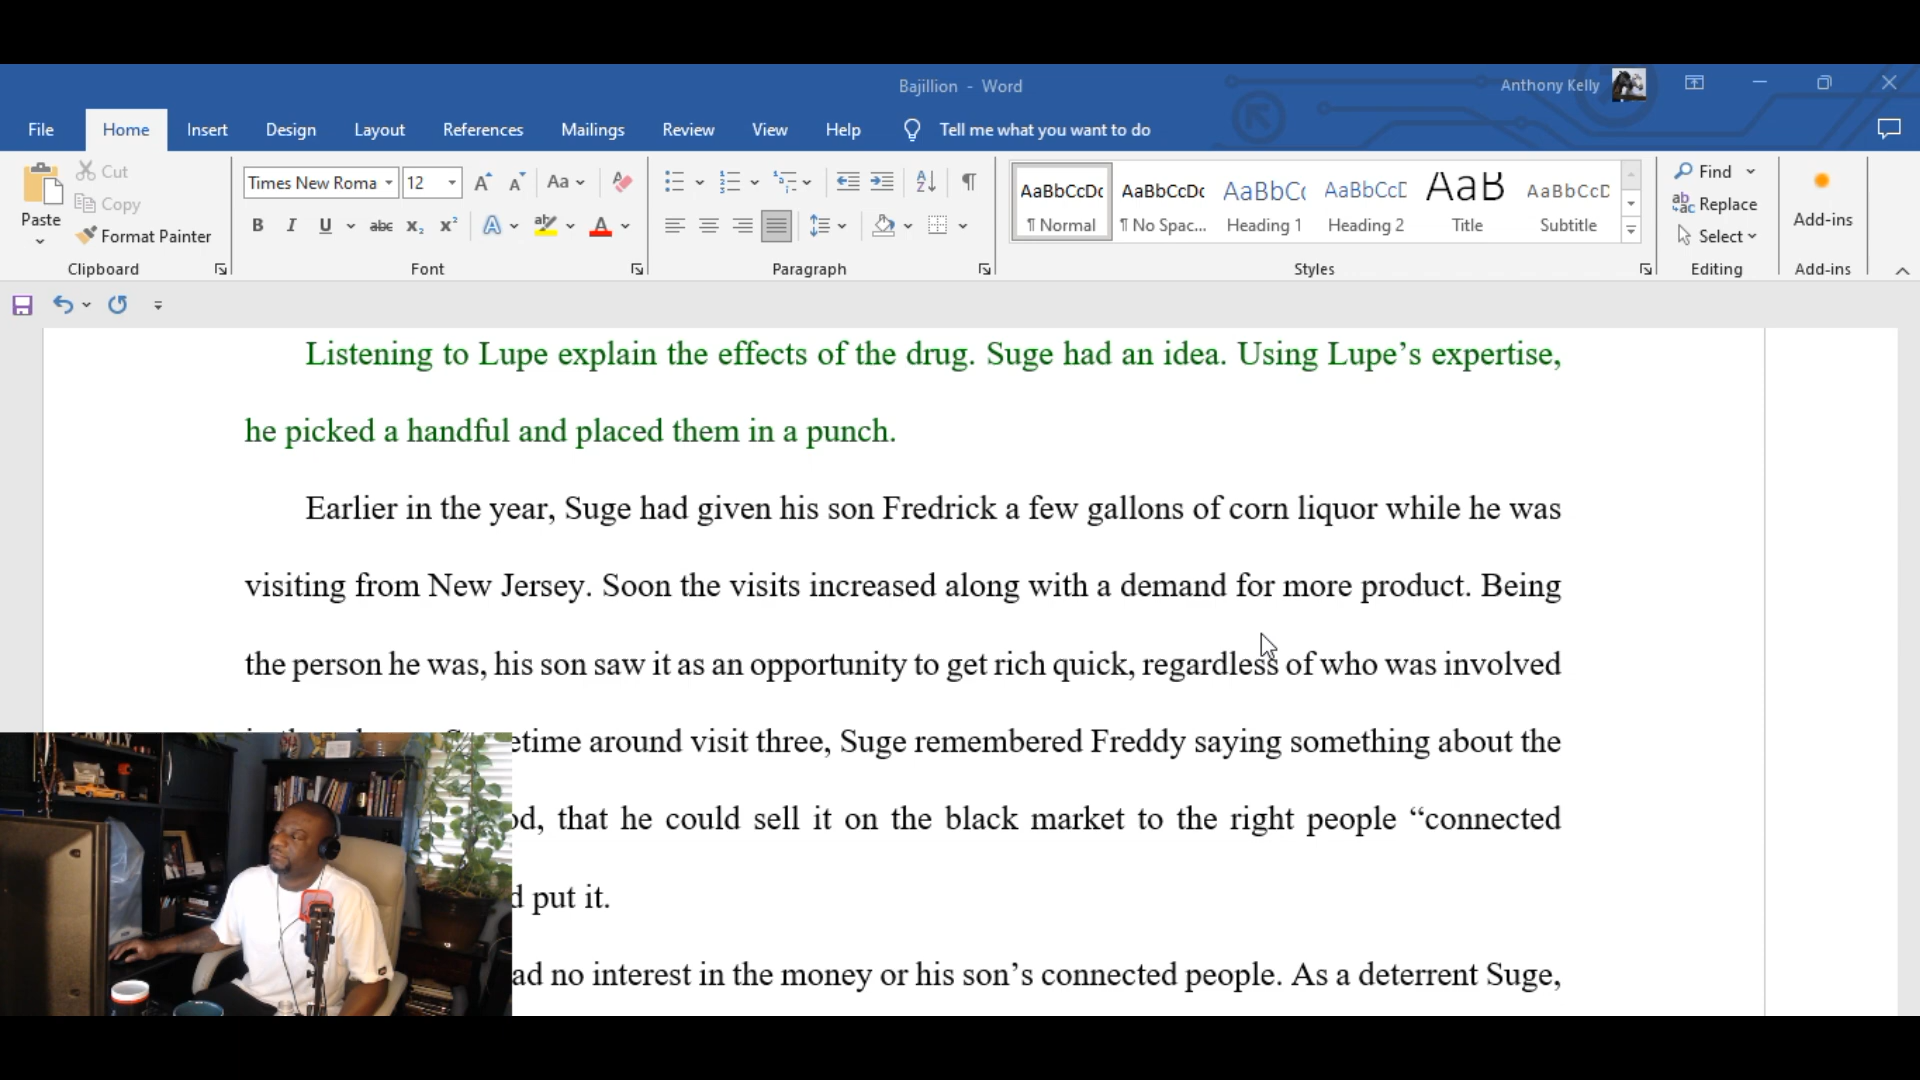 Bajillion - Word
Anthony Kelly
File Home Insert Design Layout References Mailings Review View Help Tell me what you want to do
Paste
Cut
Copy
Format Painter
Clipboard
Times New Roma 12
Aa
B I U abc x₂ x² A ab A
Font
Paragraph
AaBbCcDc AaBbCcDc AaBbCc AaBbCcD AaB AaBbCcD
¶ Normal ¶ No Spac... Heading 1 Heading 2 Title Subtitle
Styles
Find
Replace
Select
Editing
Add-ins
Add-ins
Listening to Lupe explain the effects of the drug. Suge had an idea. Using Lupe’s expertise,
he picked a handful and placed them in a punch.
Earlier in the year, Suge had given his son Fredrick a few gallons of corn liquor while he was
visiting from New Jersey. Soon the visits increased along with a demand for more product. Being
the person he was, his son saw it as an opportunity to get rich quick, regardless of who was involved
etime around visit three, Suge remembered Freddy saying something about the
od, that he could sell it on the black market to the right people “connected
d put it.
ad no interest in the money or his son’s connected people. As a deterrent Suge,